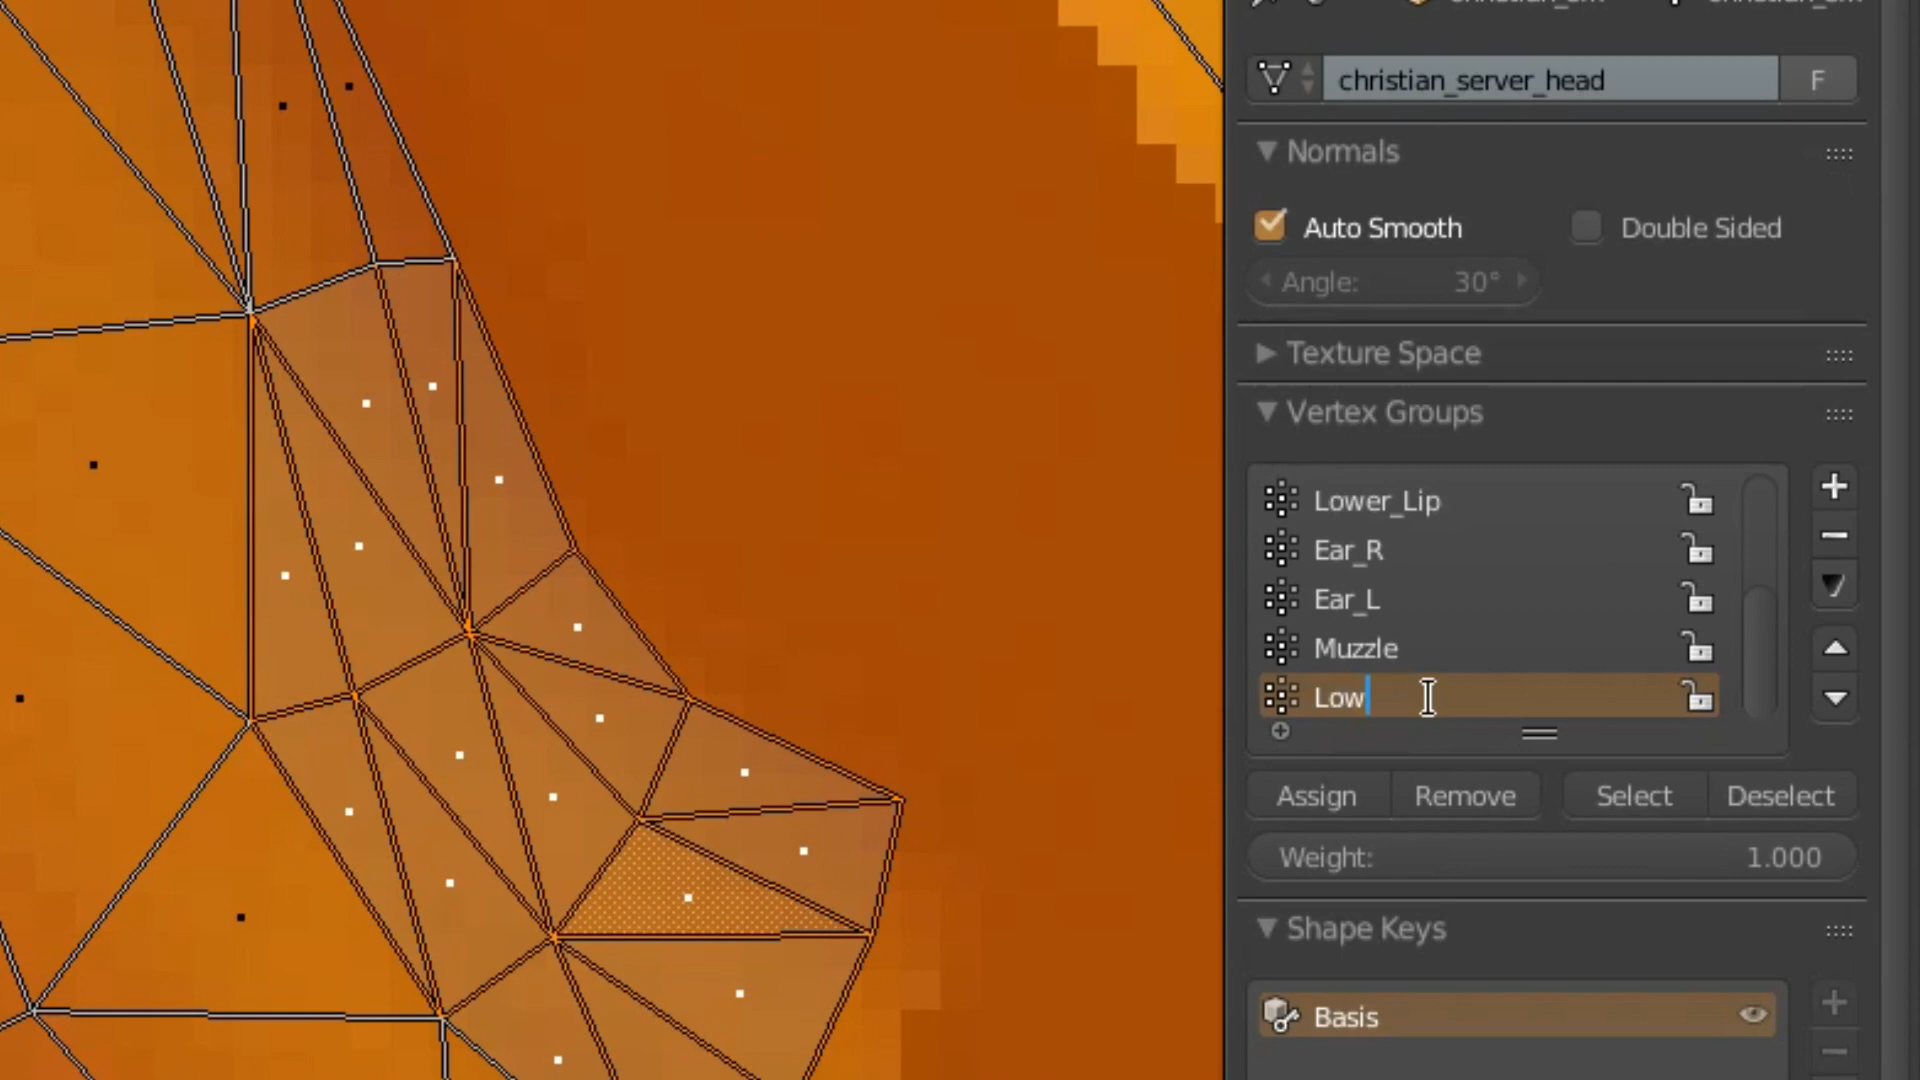 christian_server_head F
Normals
Auto Smooth Double Sided
Angle: 30°
Texture Space
Vertex Groups
Lower_Lip
Ear_R
Ear_L
Muzzle
Low
Assign Remove Select Deselect
Weight: 1.000
Shape Keys
Basis